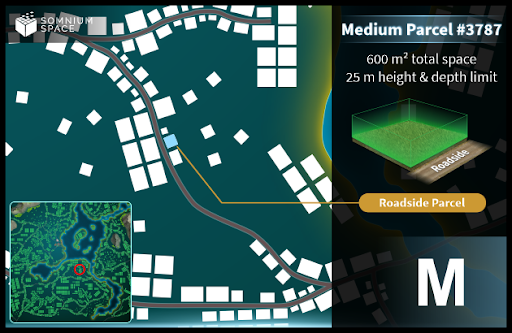 SOMNIUM
SPACE
Medium Parcel #3787
600 m² total space
25 m height & depth limit
Roadside
Roadside Parcel
M